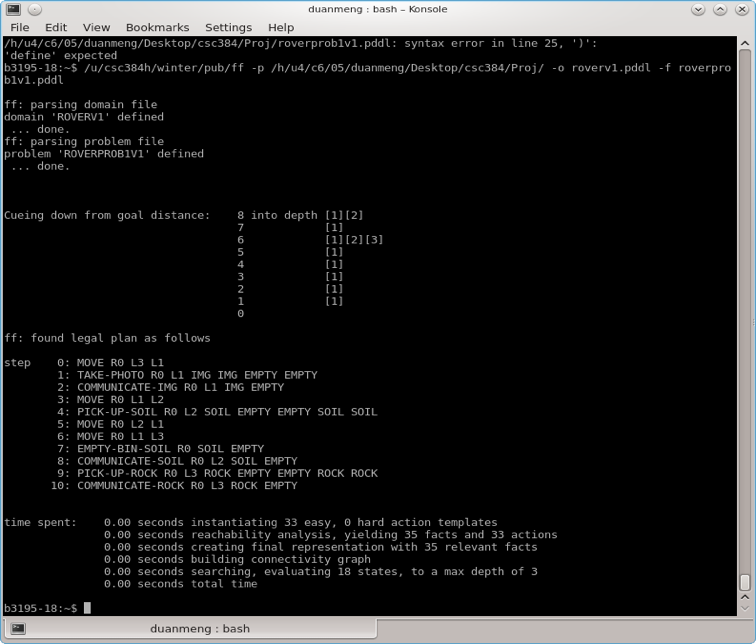 duanmeng : bash – Konsole
File Edit View Bookmarks Settings Help
/h/u4/c6/05/duanmeng/Desktop/csc384/Proj/roverprob1v1.pddl: syntax error in line 25, ')':
'define' expected
b3195-18:~$ /u/csc384h/winter/pub/ff -p /h/u4/c6/05/duanmeng/Desktop/csc384/Proj/ -o roverv1.pddl -f roverpro
b1v1.pddl
ff: parsing domain file
domain 'ROVERV1' defined
 ... done.
ff: parsing problem file
problem 'ROVERPROB1V1' defined
 ... done.
Cueing down from goal distance:    8 into depth [1][2]
                                   7            [1]
                                   6            [1][2][3]
                                   5            [1]
                                   4            [1]
                                   3            [1]
                                   2            [1]
                                   1            [1]
                                   0
ff: found legal plan as follows
step    0: MOVE R0 L3 L1
        1: TAKE-PHOTO R0 L1 IMG IMG EMPTY EMPTY
        2: COMMUNICATE-IMG R0 L1 IMG EMPTY
        3: MOVE R0 L1 L2
        4: PICK-UP-SOIL R0 L2 SOIL EMPTY EMPTY SOIL SOIL
        5: MOVE R0 L2 L1
        6: MOVE R0 L1 L3
        7: EMPTY-BIN-SOIL R0 SOIL EMPTY
        8: COMMUNICATE-SOIL R0 L2 SOIL EMPTY
        9: PICK-UP-ROCK R0 L3 ROCK EMPTY EMPTY ROCK ROCK
       10: COMMUNICATE-ROCK R0 L3 ROCK EMPTY
time spent:    0.00 seconds instantiating 33 easy, 0 hard action templates
               0.00 seconds reachability analysis, yielding 35 facts and 33 actions
               0.00 seconds creating final representation with 35 relevant facts
               0.00 seconds building connectivity graph
               0.00 seconds searching, evaluating 18 states, to a max depth of 3
               0.00 seconds total time
b3195-18:~$
duanmeng : bash